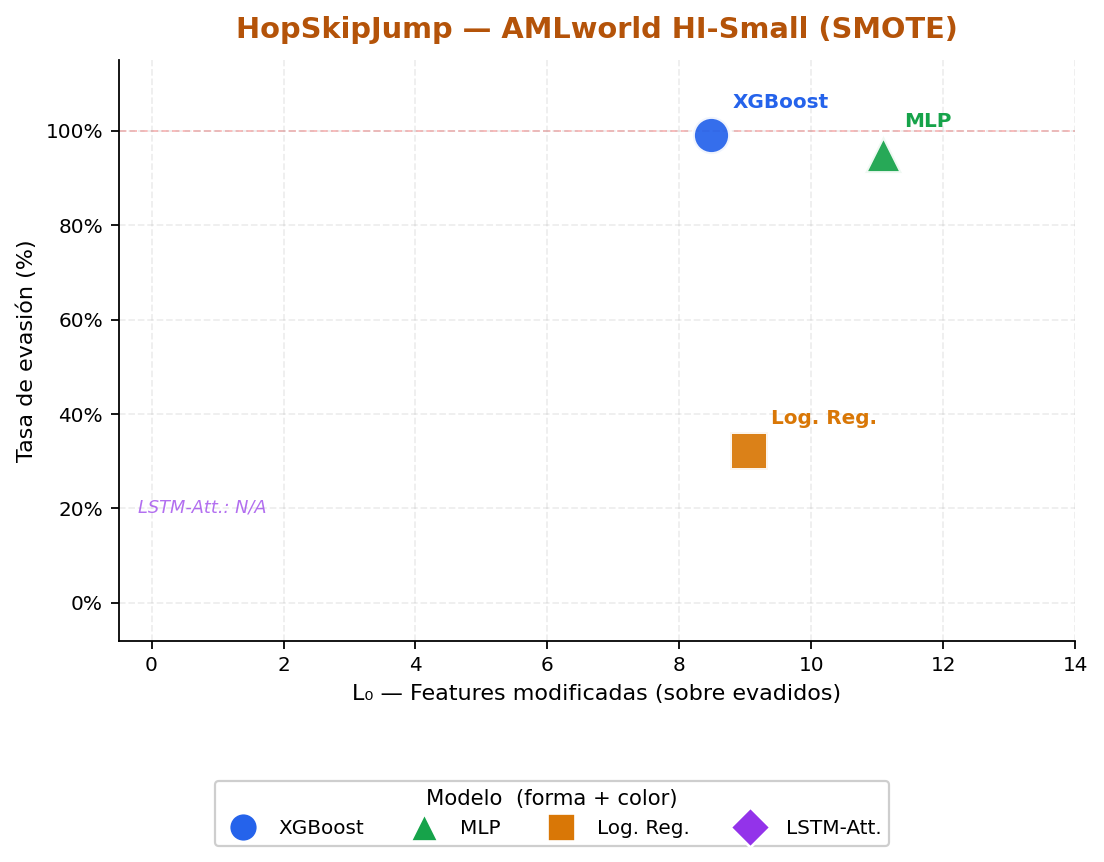 HopSkipJump — AMLworld HI-Small (SMOTE)
XGBoost
MLP
Log. Reg.
LSTM-Att.: N/A
Tasa de evasión (%)
100%
80%
60%
40%
20%
0%
0 2 4 6 8 10 12 14
L₀ — Features modificadas (sobre evadidos)
Modelo (forma + color)
XGBoost MLP Log. Reg. LSTM-Att.